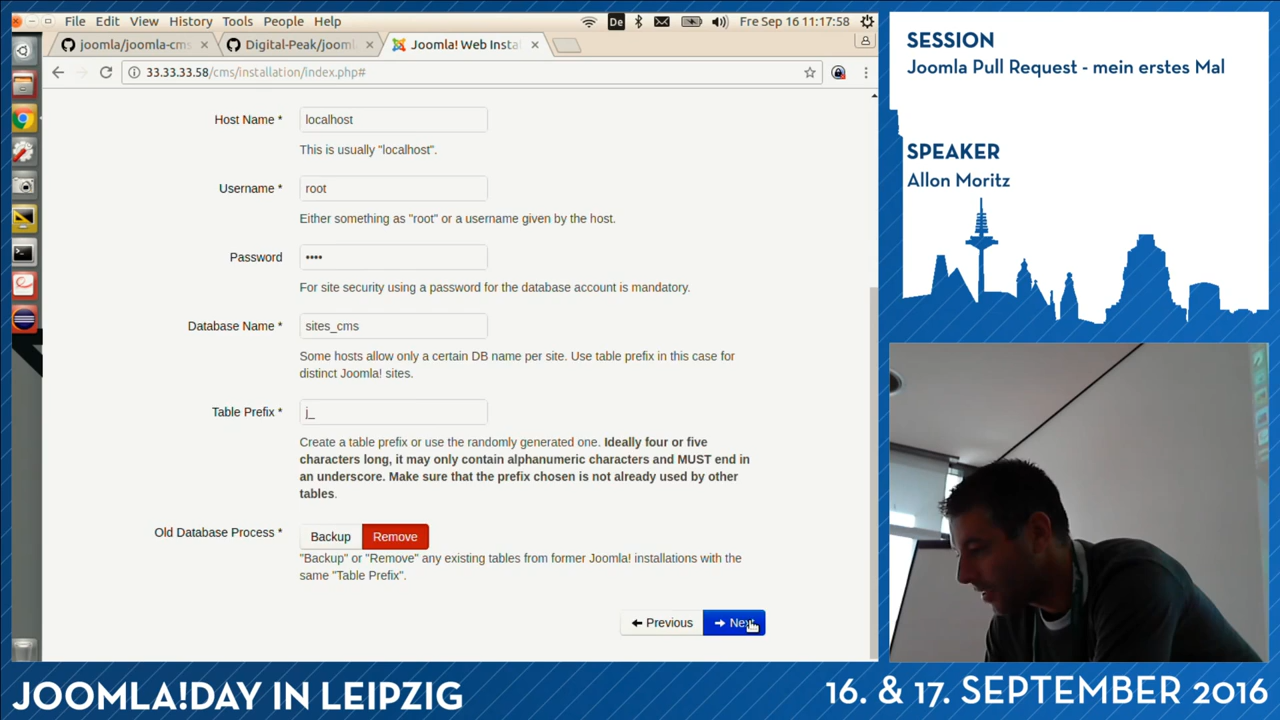 File Edit View History Tools People Help
De
Fri Sep 16 11:17:58
joomla/joomla-cms
Digital-Peak/jooml
Joomla! Web Insta
33.33.33.58/cms/installation/index.php#
Host Name * localhost
This is usually "localhost".
Username * root
Either something as "root" or a username given by the host.
Password ••••
For site security using a password for the database account is mandatory.
Database Name * sites_cms
Some hosts allow only a certain DB name per site. Use table prefix in this case for
distinct Joomla! sites.
Table Prefix * j_
Create a table prefix or use the randomly generated one. Ideally four or five
characters long, it may only contain alphanumeric characters and MUST end in
an underscore. Make sure that the prefix chosen is not already used by other
tables.
Old Database Process * Backup Remove
"Backup" or "Remove" any existing tables from former Joomla! installations with the
same "Table Prefix".
Previous Next
SESSION
Joomla Pull Request - mein erstes Mal
SPEAKER
Allon Moritz
JOOMLA!DAY IN LEIPZIG
16. & 17. SEPTEMBER 2016